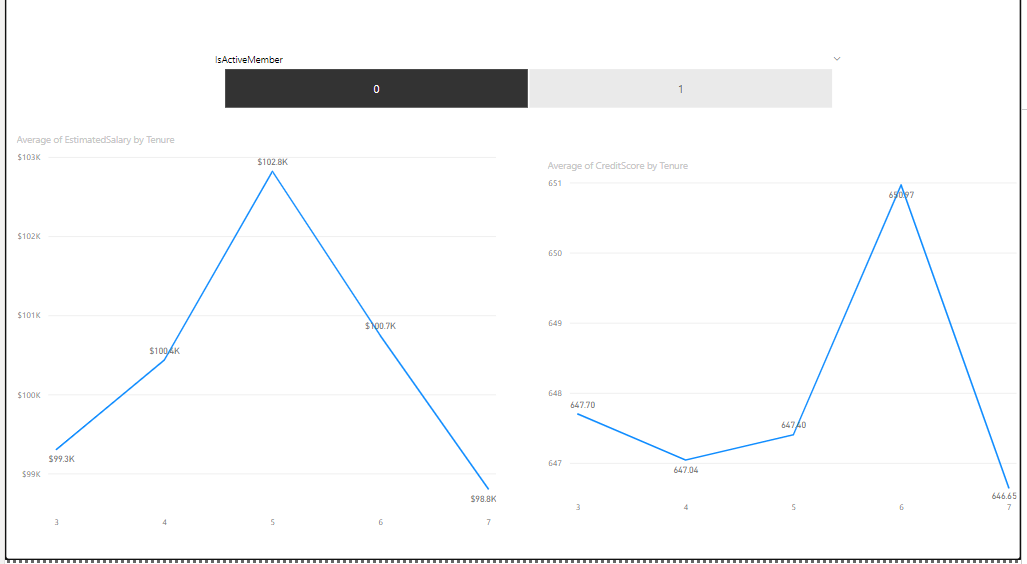 IsActiveMember
0 1
Average of EstimatedSalary by Tenure
$103K
$102K
$101K
$100K
$99K
$99.3K
$100.4K
$102.8K
$100.7K
$98.8K
3 4 5 6 7
Average of CreditScore by Tenure
651
650
649
648
647
647.70
647.04
647.40
650.97
646.65
3 4 5 6 7